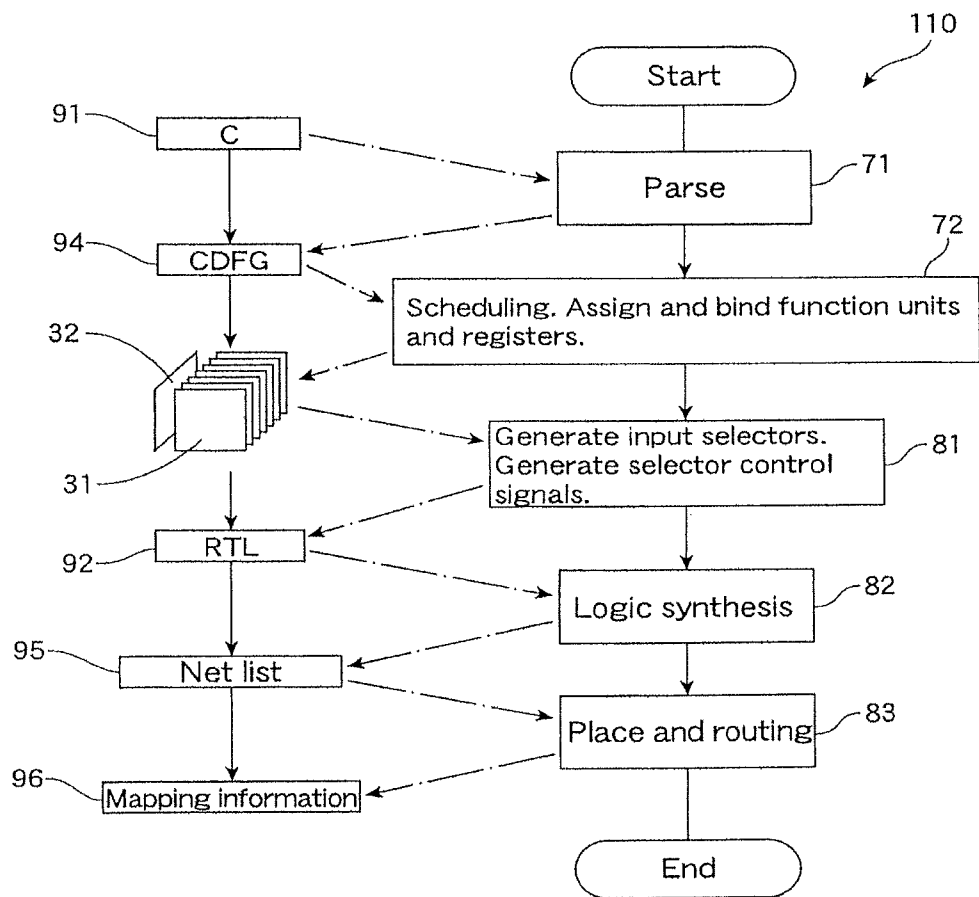 110
Start
91
C
Parse
71
94
CDFG
72
Scheduling. Assign and bind function units
and registers.
32
31
Generate input selectors.
Generate selector control
signals.
81
92
RTL
Logic synthesis
82
95
Net list
Place and routing
83
96
Mapping information
End